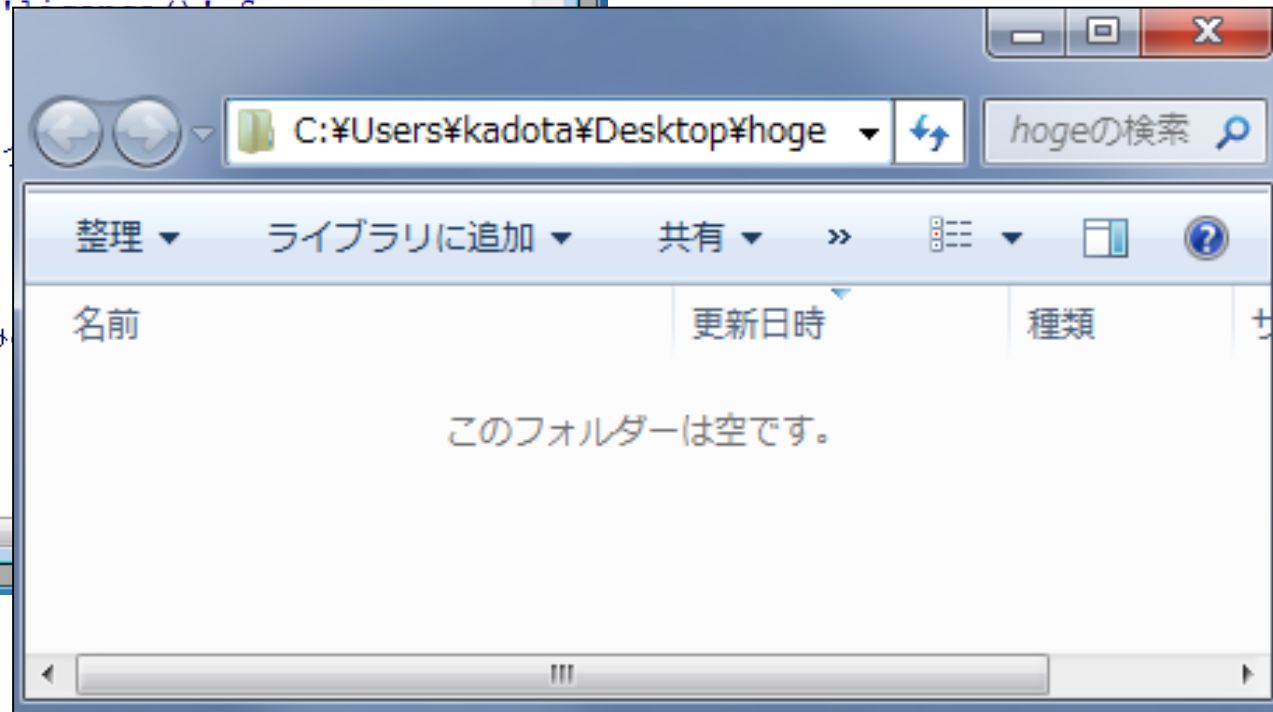 C:¥Users¥kadota¥Desktop¥hoge
hogeの検索
整理
ライブラリに追加
共有
»
名前
更新日時
種類
サ
このフォルダーは空です。